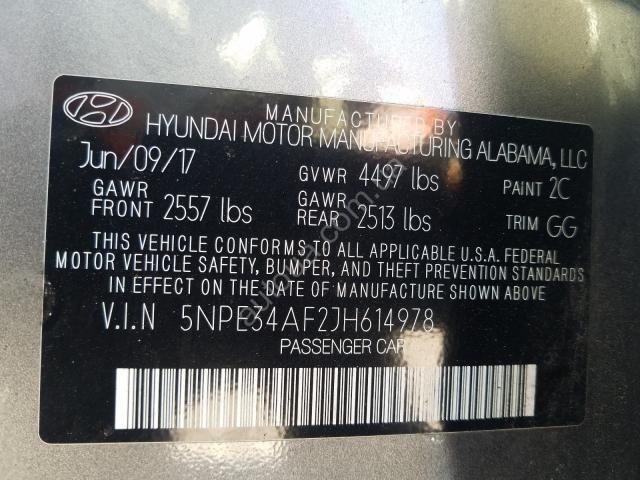 MANUFACTURED BY
HYUNDAI MOTOR MANUFACTURING ALABAMA, LLC
Jun/09/17 GVWR 4497 lbs PAINT 2C
GAWR FRONT 2557 lbs GAWR REAR 2513 lbs TRIM GG
THIS VEHICLE CONFORMS TO ALL APPLICABLE U.S.A. FEDERAL
MOTOR VEHICLE SAFETY, BUMPER, AND THEFT PREVENTION STANDARDS
IN EFFECT ON THE DATE OF MANUFACTURE SHOWN ABOVE.
V.I.N 5NPE34AF2JH614978
PASSENGER CAR